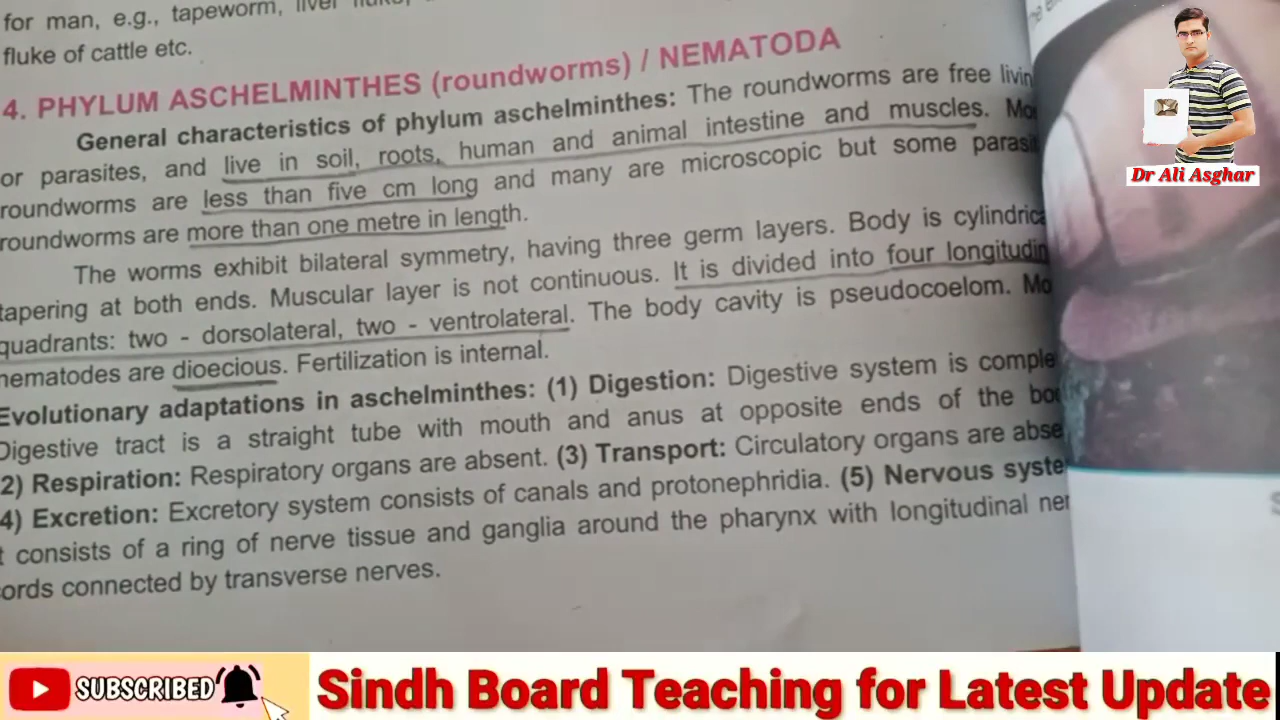 for man, e.g., tapeworm, liver fluke,
fluke of cattle etc.
4. PHYLUM ASCHELMINTHES (roundworms) / NEMATODA
General characteristics of phylum aschelminthes: The roundworms are free livin
or parasites, and live in soil, roots, human and animal intestine and muscles. Mo
roundworms are less than five cm long and many are microscopic but some parasi
roundworms are more than one metre in length.
The worms exhibit bilateral symmetry, having three germ layers. Body is cylindrica
tapering at both ends. Muscular layer is not continuous. It is divided into four longitudin
quadrants: two - dorsolateral, two - ventrolateral. The body cavity is pseudocoelom. Mo
nematodes are dioecious. Fertilization is internal.
Evolutionary adaptations in aschelminthes: (1) Digestion: Digestive system is comple
Digestive tract is a straight tube with mouth and anus at opposite ends of the bo
2) Respiration: Respiratory organs are absent. (3) Transport: Circulatory organs are abse
4) Excretion: Excretory system consists of canals and protonephridia. (5) Nervous syste
t consists of a ring of nerve tissue and ganglia around the pharynx with longitudinal ner
ords connected by transverse nerves.
Dr Ali Asghar
SUBSCRIBED
Sindh Board Teaching for Latest Update